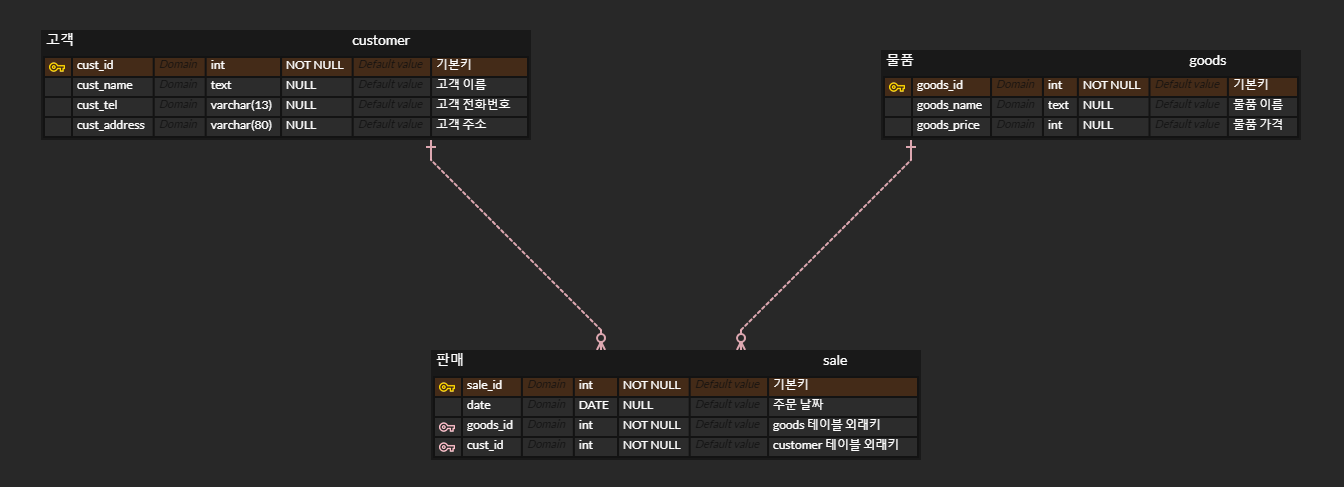 고객 customer
cust_id Domain int NOT NULL Default value 기본키
cust_name Domain text NULL Default value 고객 이름
cust_tel Domain varchar(13) NULL Default value 고객 전화번호
cust_address Domain varchar(80) NULL Default value 고객 주소
물품 goods
goods_id Domain int NOT NULL Default value 기본키
goods_name Domain text NULL Default value 물품 이름
goods_price Domain int NULL Default value 물품 가격
판매 sale
sale_id Domain int NOT NULL Default value 기본키
date Domain DATE NULL Default value 주문 날짜
goods_id Domain int NOT NULL Default value goods 테이블 외래키
cust_id Domain int NOT NULL Default value customer 테이블 외래키